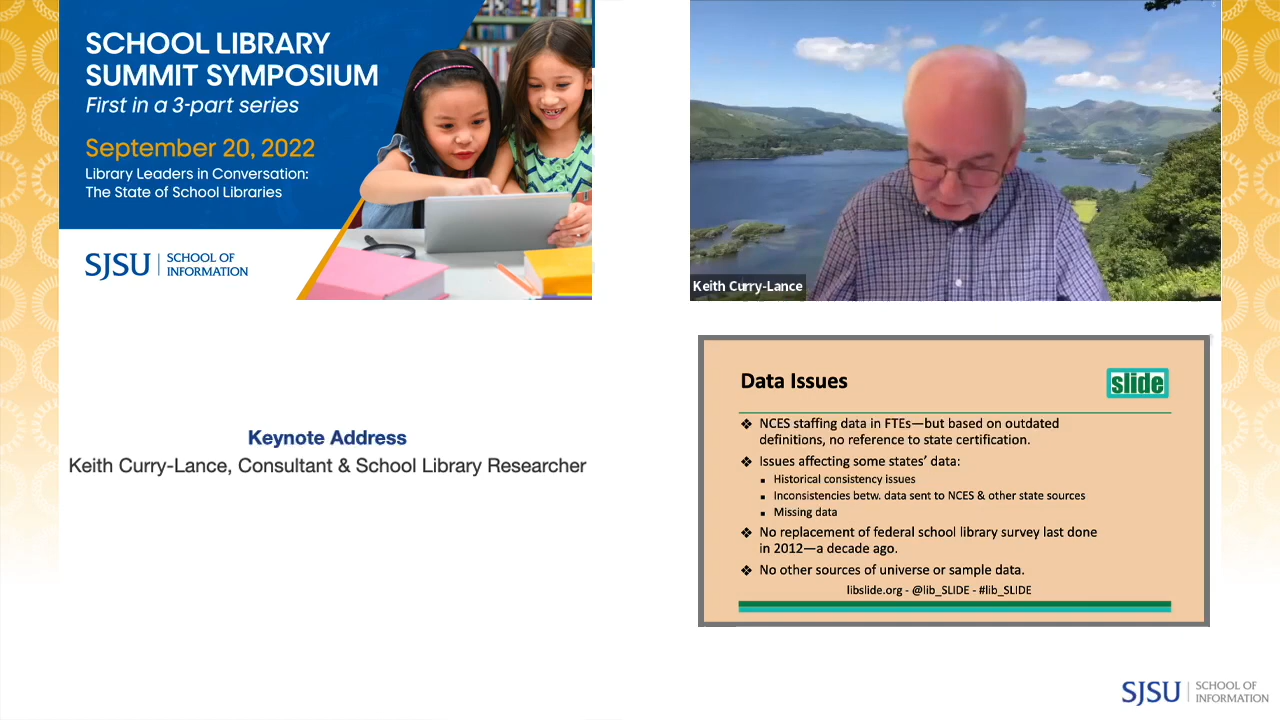 SCHOOL LIBRARY
SUMMIT SYMPOSIUM
First in a 3-part series
September 20, 2022
Library Leaders in Conversation:
The State of School Libraries
SJSU | SCHOOL OF
INFORMATION
Keith Curry-Lance
Keynote Address
Keith Curry-Lance, Consultant & School Library Researcher
Data Issues
slide
❖ NCES staffing data in FTEs—but based on outdated
definitions, no reference to state certification.
❖ Issues affecting some states’ data:
▪ Historical consistency issues
▪ Inconsistencies betw. data sent to NCES & other state sources
▪ Missing data
❖ No replacement of federal school library survey last done
in 2012—a decade ago.
❖ No other sources of universe or sample data.
libslide.org - @lib_SLIDE - #lib_SLIDE
SJSU | SCHOOL OF
INFORMATION